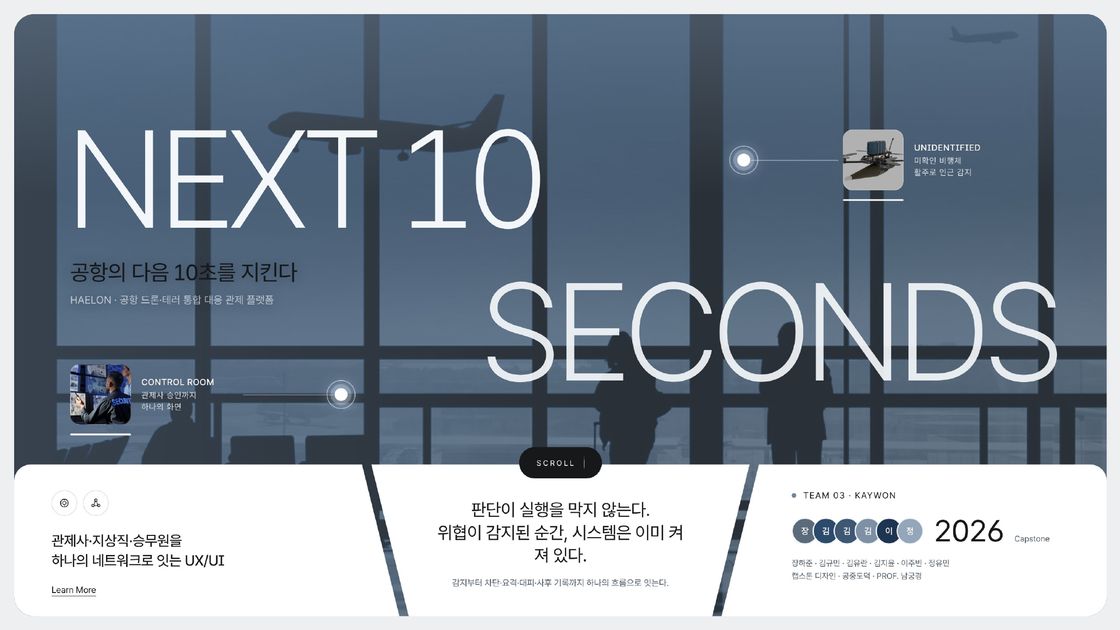 NEXT 10
SECONDS
UNIDENTIFIED
미확인 비행체
활주로 인근 감지
공항의 다음 10초를 지킨다
HAELON · 공항 드론·테러 통합 대응 관제 플랫폼
CONTROL ROOM
관제사 승인까지
하나의 화면
SCROLL
관제사·지상직·승무원을
하나의 네트워크로 잇는 UX/UI
Learn More
판단이 실행을 막지 않는다.
위협이 감지된 순간, 시스템은 이미 켜
져 있다.
감지부터 차단·요격·대피·사후 기록까지 하나의 흐름으로 잇는다.
TEAM 03 · KAYWON
장 김 김 김 이 정
2026 Capstone
장하준 · 김규민 · 김유란 · 김지윤 · 이주빈 · 정유민
캡스톤 디자인 · 공중도덕 · PROF. 남궁경